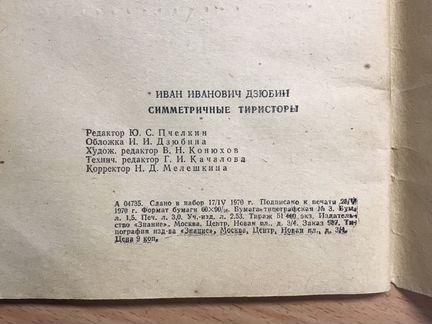 ИВАН ИВАНОВИЧ ДЗЮБИН
СИММЕТРИЧНЫЕ ТИРИСТОРЫ
Редактор Ю. С. Пчелкин
Обложка И. И. Дзюбина
Худож. редактор В. Н. Конюхов
Технич. редактор Г. И. Качалова
Корректор Н. Д. Мелешкина
А 04735. Сдано в набор 17/IV 1970 г. Подписано к печати
1970 г. Формат бумаги 60×90/ Бумага типографская № 3. Бум.
л. 1,5. Печ. л. 3,0. Уч.-изд. л. 2,53. Тираж 51 400 экз. Издатель-
ство «Знание». Москва, Центр, Новая пл., д. 3/4. Заказ Ти-
пография изд-ва «Знание». Москва, Центр, Новая пл., д. 3/4.
Цена 9 коп.